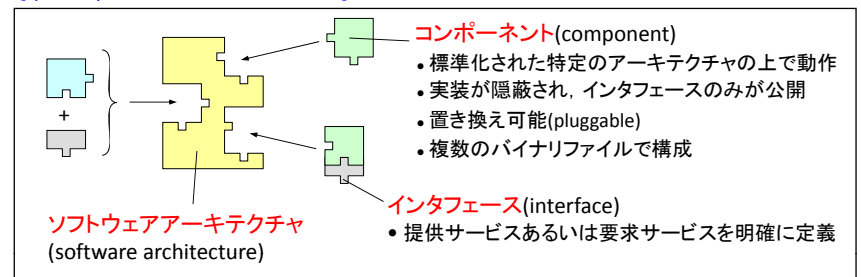 コンポーネント(component)
• 標準化された特定のアーキテクチャの上で動作
• 実装が隠蔽され，インタフェースのみが公開
• 置き換え可能(pluggable)
• 複数のバイナリファイルで構成
+
インタフェース(interface)
• 提供サービスあるいは要求サービスを明確に定義
ソフトウェアアーキテクチャ
(software architecture)